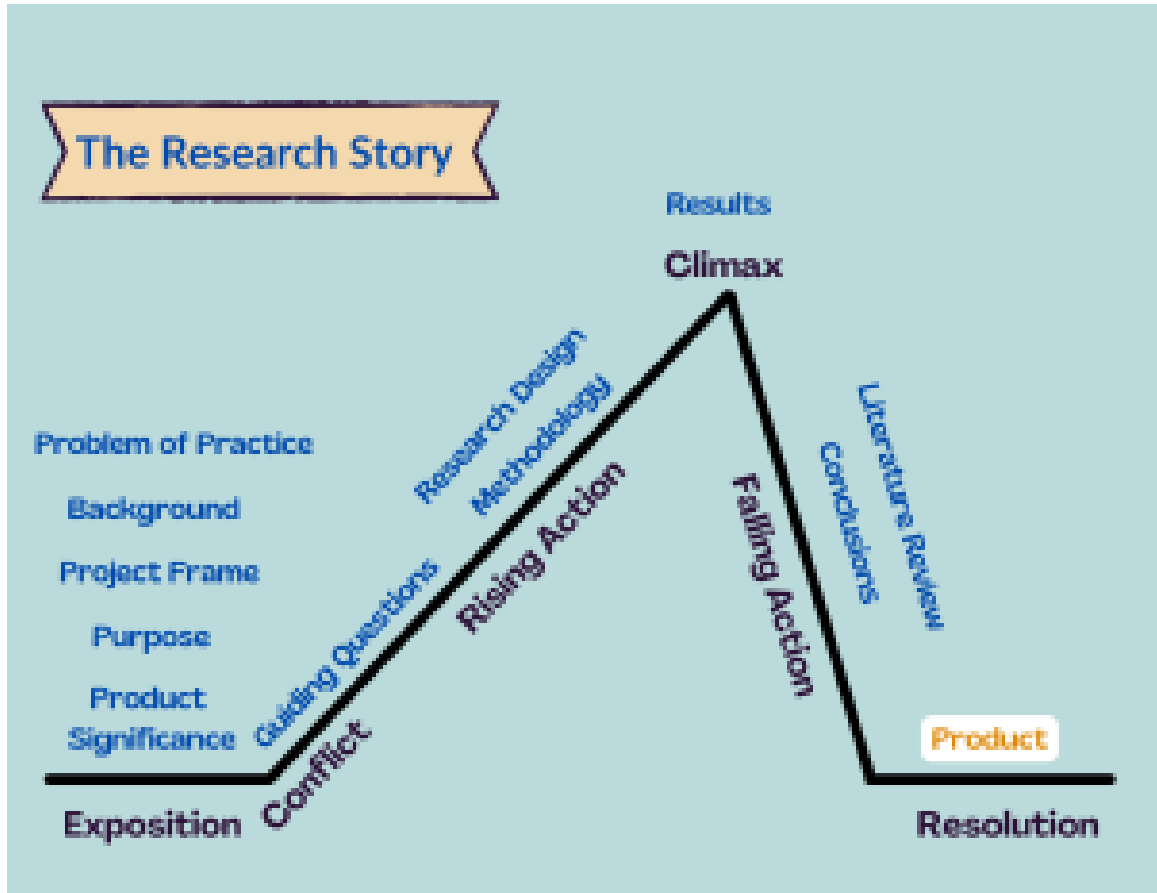 The Research Story
Results
Climax
Research Design
Methodology
Rising Action
Guiding Questions
Conflict
Problem of Practice
Background
Project Frame
Purpose
Product
Significance
Exposition
Falling Action
Conclusions
Literature Review
Product
Resolution